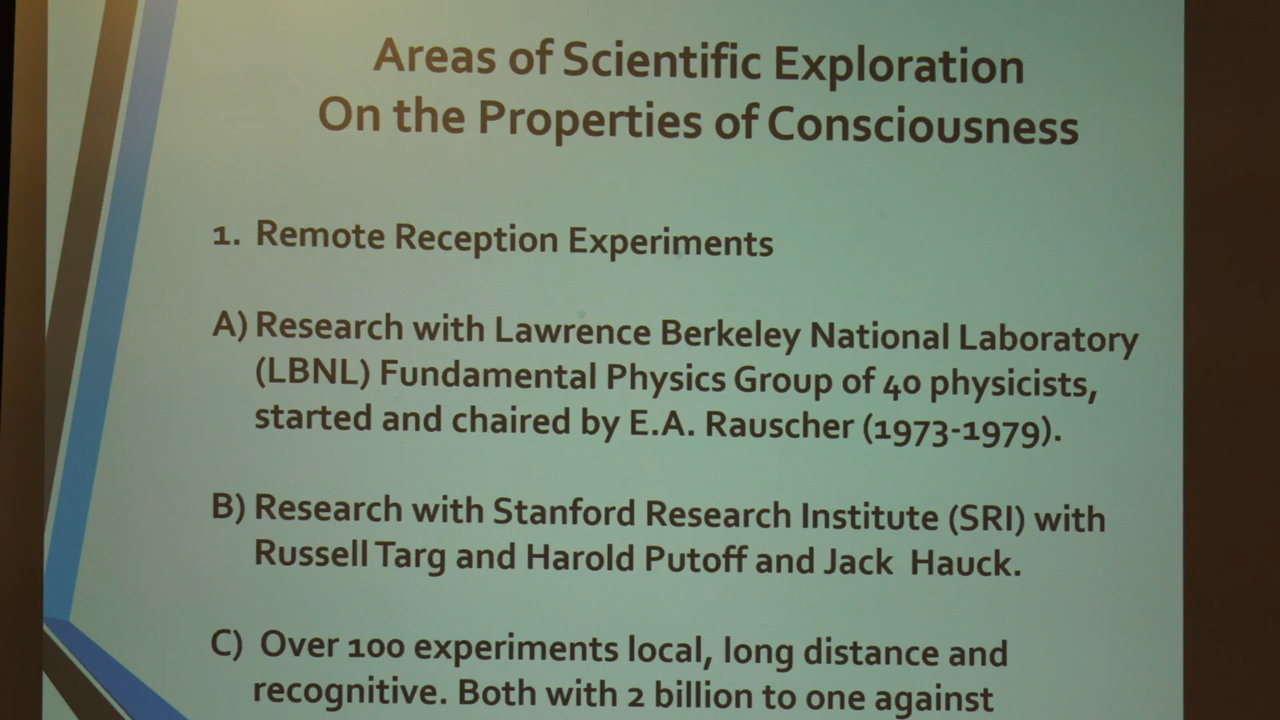 Areas of Scientific Exploration
On the Properties of Consciousness
1. Remote Reception Experiments
A) Research with Lawrence Berkeley National Laboratory
(LBNL) Fundamental Physics Group of 40 physicists,
started and chaired by E.A. Rauscher (1973-1979).
B) Research with Stanford Research Institute (SRI) with
Russell Targ and Harold Putoff and Jack Hauck.
C) Over 100 experiments local, long distance and
recognitive. Both with 2 billion to one against